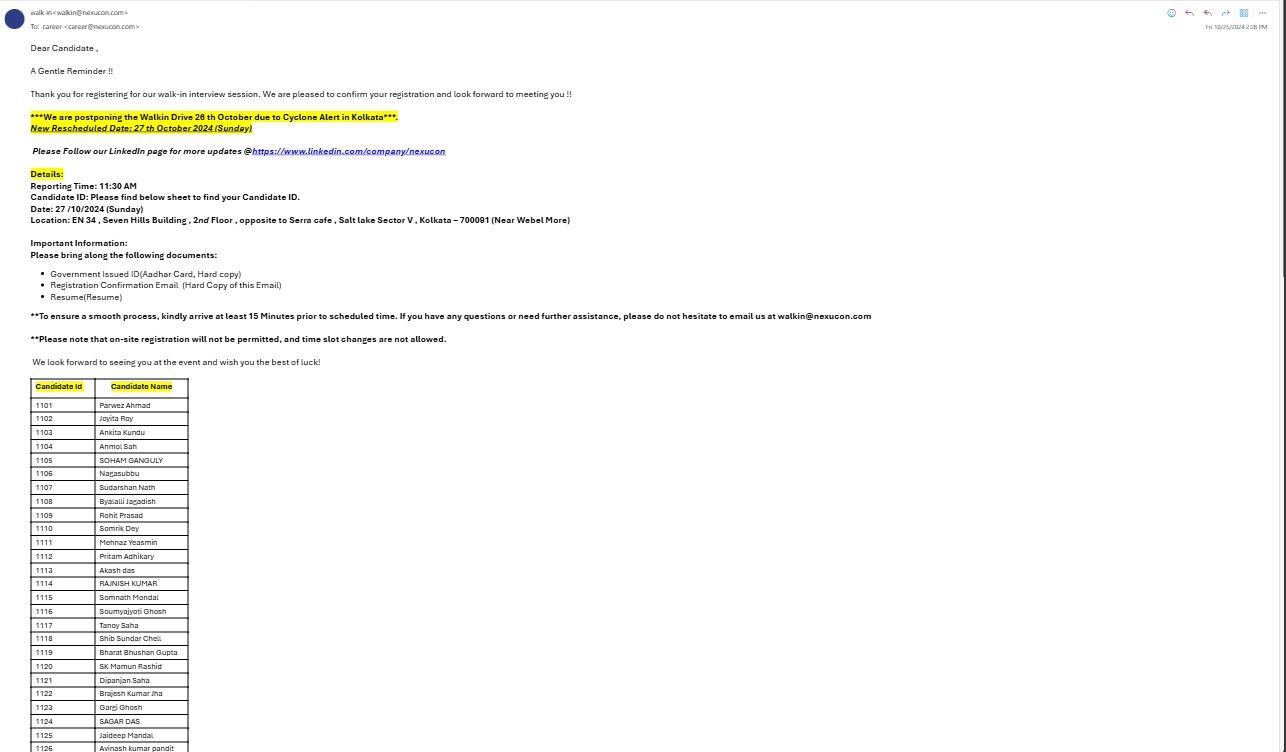 walk in<walkin@nexucon.com>
To: career <career@nexucon.com>
Fri 10/25/2024 2:28 PM
Dear Candidate ,
A Gentle Reminder !!
Thank you for registering for our walk-in interview session. We are pleased to confirm your registration and look forward to meeting you !!
***We are postponing the Walkin Drive 26 th October due to Cyclone Alert in Kolkata***.
New Rescheduled Date: 27 th October 2024 (Sunday)
Please Follow our LinkedIn page for more updates @https://www.linkedin.com/company/nexucon
Details:
Reporting Time: 11:30 AM
Candidate ID: Please find below sheet to find your Candidate ID.
Date: 27 /10/2024 (Sunday)
Location: EN 34 , Seven Hills Building , 2nd Floor , opposite to Serra cafe , Salt lake Sector V , Kolkata – 700091 (Near Webel More)
Important Information:
Please bring along the following documents:
• Government Issued ID(Aadhar Card, Hard copy)
• Registration Confirmation Email (Hard Copy of this Email)
• Resume(Resume)
**To ensure a smooth process, kindly arrive at least 15 Minutes prior to scheduled time. If you have any questions or need further assistance, please do not hesitate to email us at walkin@nexucon.com
**Please note that on-site registration will not be permitted, and time slot changes are not allowed.
We look forward to seeing you at the event and wish you the best of luck!
Candidate Id Candidate Name
1101 Parwez Ahmad
1102 Joyita Roy
1103 Ankita Kundu
1104 Anmol Sah
1105 SOHAM GANGULY
1106 Nagasubbu
1107 Sudarshan Nath
1108 Byalalli Jagadish
1109 Rohit Prasad
1110 Somrik Dey
1111 Mehnaz Yeasmin
1112 Pritam Adhikary
1113 Akash das
1114 RAJNISH KUMAR
1115 Somnath Mondal
1116 Soumyajyoti Ghosh
1117 Tanoy Saha
1118 Shib Sundar Chell
1119 Bharat Bhushan Gupta
1120 SK Mamun Rashid
1121 Dipanjan Saha
1122 Brajesh Kumar Jha
1123 Gargi Ghosh
1124 SAGAR DAS
1125 Jaideep Mandal
1126 Avinash kumar pandit